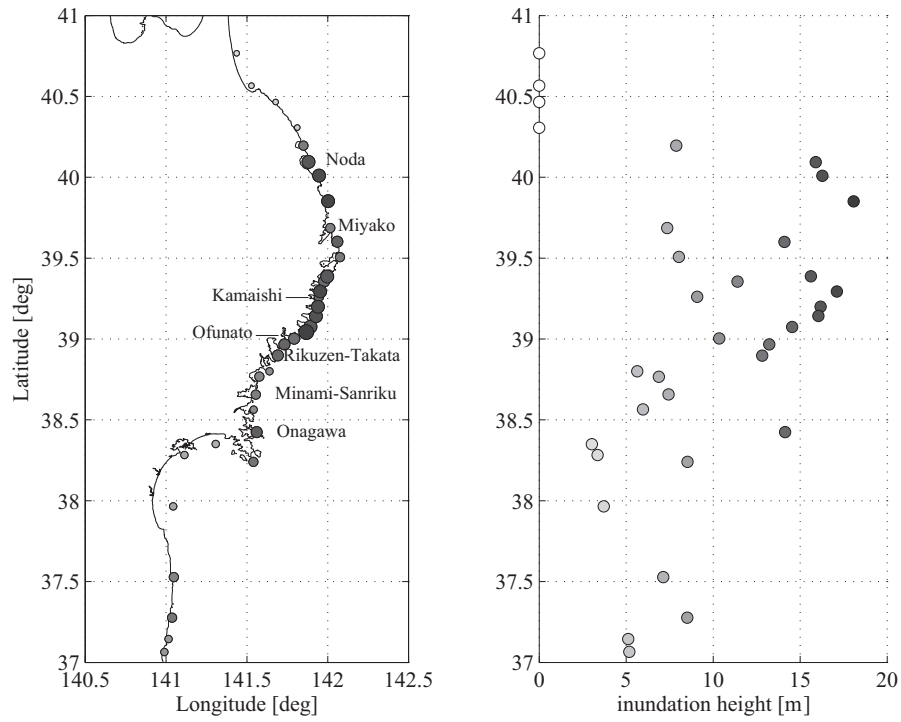 41
40.5
40
39.5
39
38.5
38
37.5
37
Latitude [deg]
Noda
Miyako
Kamaishi
Ofunato
Rikuzen-Takata
Minami-Sanriku
Onagawa
140.5 141 141.5 142 142.5
Longitude [deg]
41
40.5
40
39.5
39
38.5
38
37.5
37
0 5 10 15 20
inundation height [m]